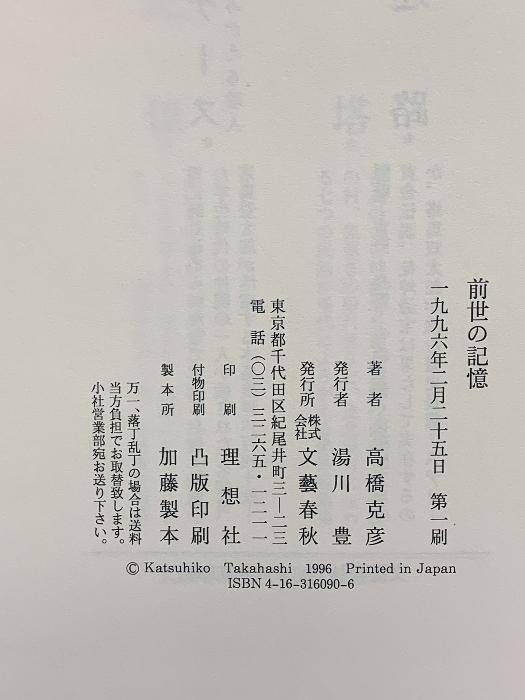 前世の記憶
一九九六年二月二十五日　第一刷
著者　高橋克彦
発行者　湯川豊
発行所　株式会社　文藝春秋
東京都千代田区紀尾井町三―二三
電話（〇三）三二六五・一二一一
印刷　理想社
付物印刷　凸版印刷
製本所　加藤製本
万一、落丁乱丁の場合は送料
当方負担でお取替致します。
小社営業部宛お送り下さい。
© Katsuhiko Takahashi 1996 Printed in Japan
ISBN 4-16-316090-6